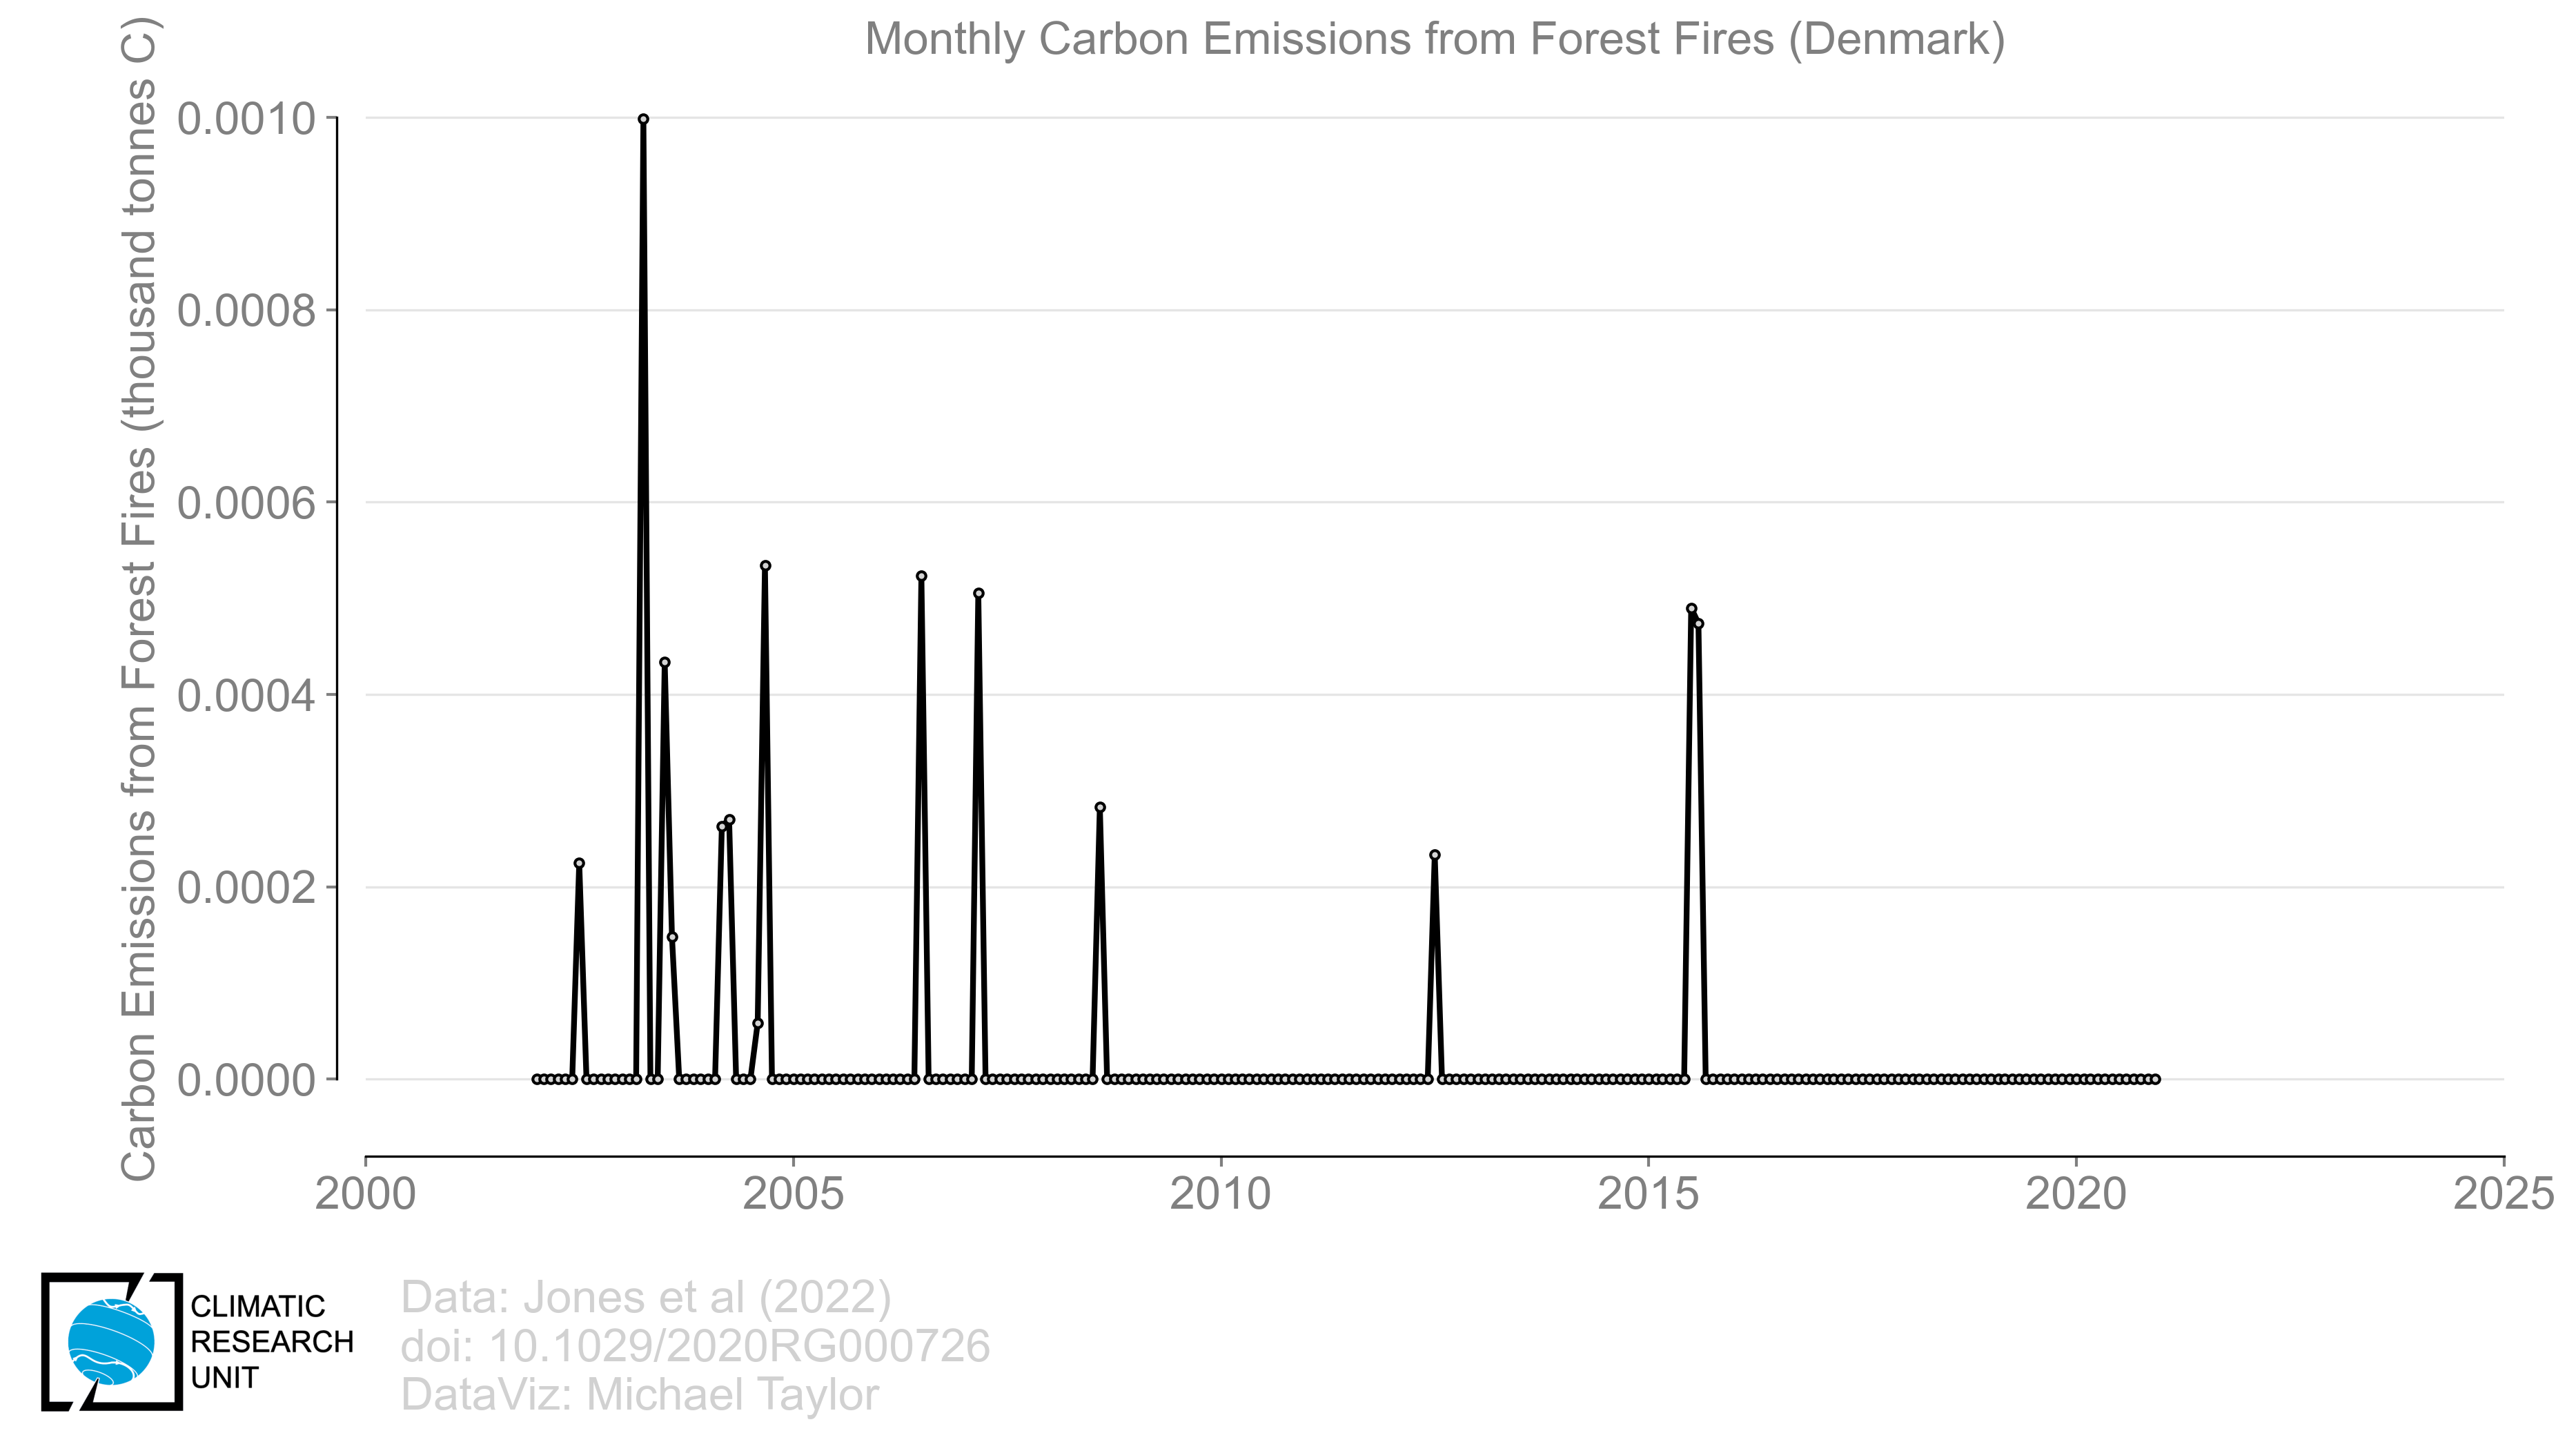 Monthly Carbon Emissions from Forest Fires (Denmark)
Carbon Emissions from Forest Fires (thousand tonnes C)
0.0010
0.0008
0.0006
0.0004
0.0002
0.0000
2000
2005
2010
2015
2020
2025
CLIMATIC
RESEARCH
UNIT
Data: Jones et al (2022)
doi: 10.1029/2020RG000726
DataViz: Michael Taylor